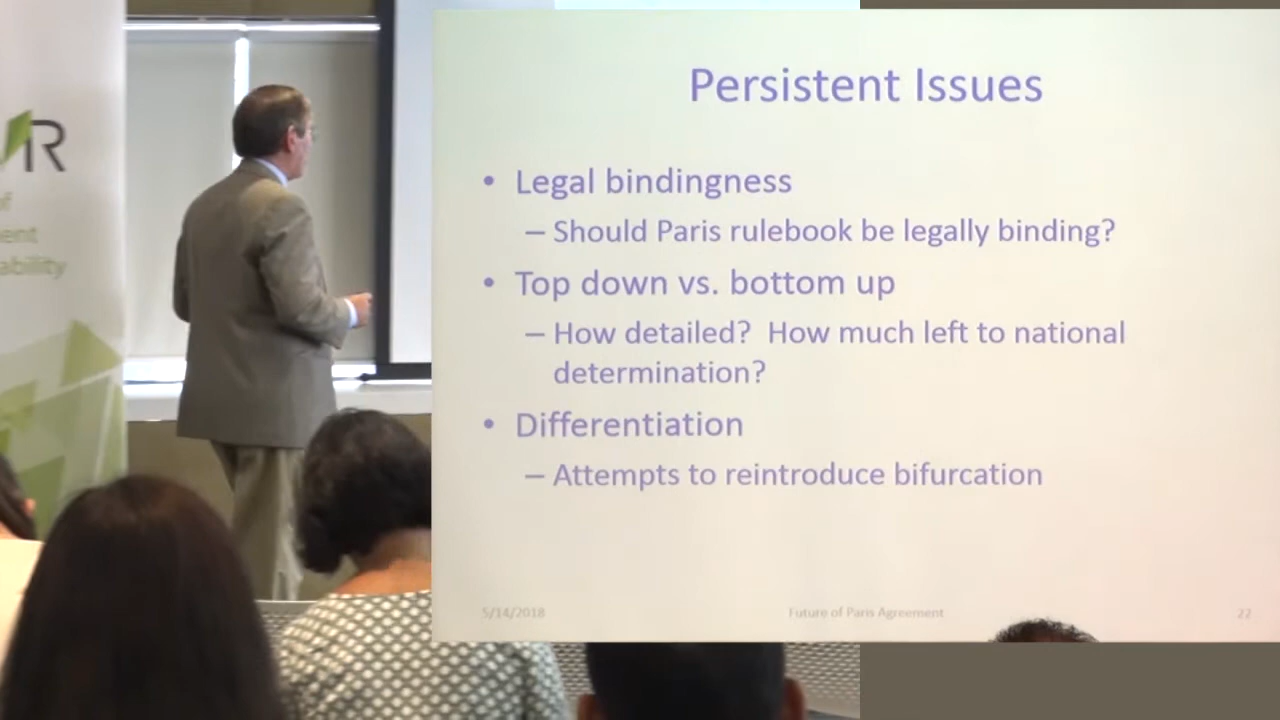 Persistent Issues
• Legal bindingness
– Should Paris rulebook be legally binding?
• Top down vs. bottom up
– How detailed? How much left to national
determination?
• Differentiation
– Attempts to reintroduce bifurcation
5/14/2018
Future of Paris Agreement
22